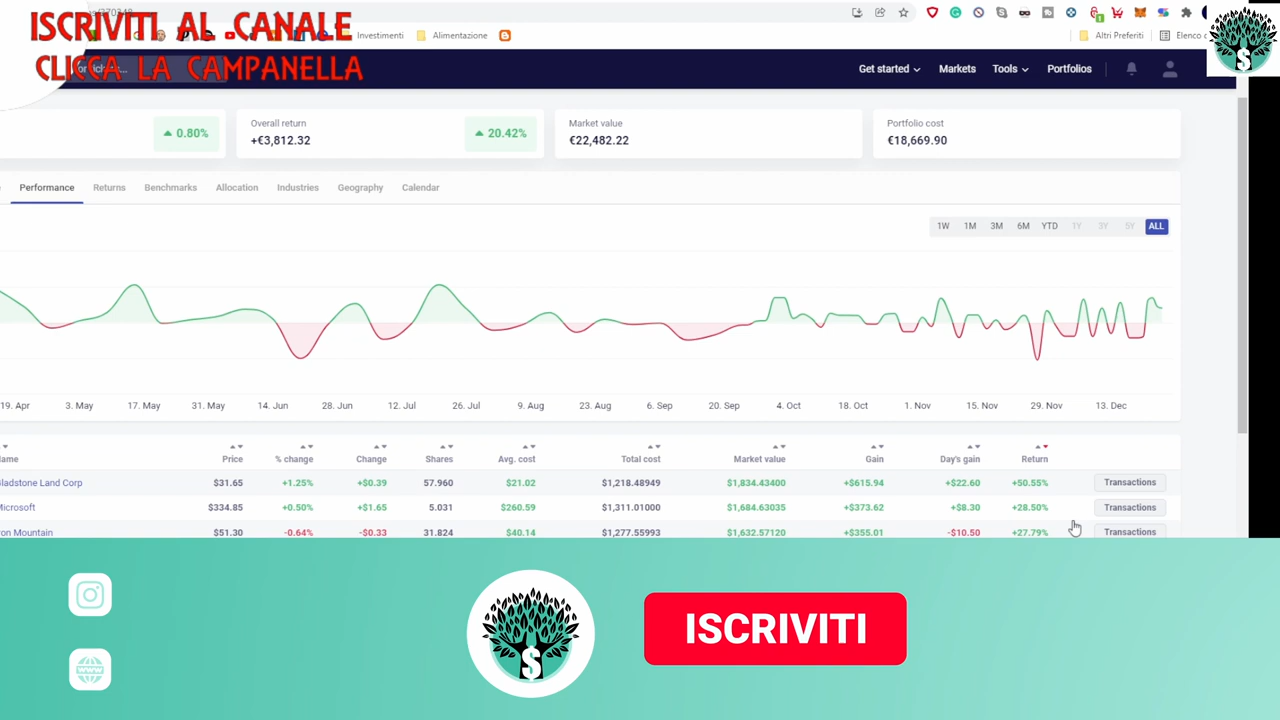 ISCRIVITI AL CANALE
CLICCA LA CAMPANELLA
Investimenti
Alimentazione
Altri Preferiti
Elenco
Get started
Markets
Tools
Portfolios
0.80%
Overall return
+€3,812.32
20.42%
Market value
€22,482.22
Portfolio cost
€18,669.90
Performance Returns Benchmarks Allocation Industries Geography Calendar
1W 1M 3M 6M YTD 1Y 3Y 5Y ALL
19. Apr 3. May 17. May 31. May 14. Jun 28. Jun 12. Jul 26. Jul 9. Aug 23. Aug 6. Sep 20. Sep 4. Oct 18. Oct 1. Nov 15. Nov 29. Nov 13. Dec
ame Price % change Change Shares Avg. cost Total cost Market value Gain Day's gain Return
ladstone Land Corp $31.65 +1.25% +$0.39 57.960 $21.02 $1,218.48949 $1,834.43400 +$615.94 +$22.60 +50.55% Transactions
Microsoft $334.85 +0.50% +$1.65 5.031 $260.59 $1,311.01000 $1,684.63035 +$373.62 +$8.30 +28.50% Transactions
ron Mountain $51.30 -0.64% -$0.33 31.824 $40.14 $1,277.55993 $1,632.57120 +$355.01 -$10.50 +27.79% Transactions
WWW
$
ISCRIVITI